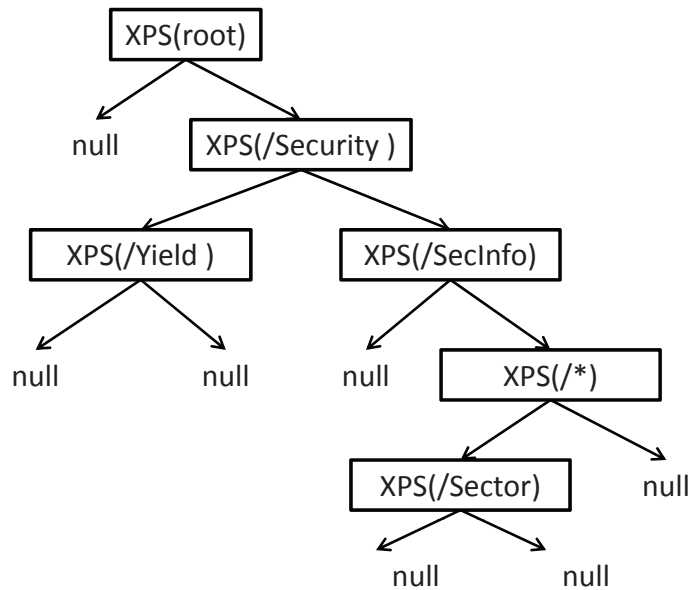 XPS(root)
null
XPS(/Security )
XPS(/Yield )
XPS(/SecInfo)
null
null
null
XPS(/*)
XPS(/Sector)
null
null
null